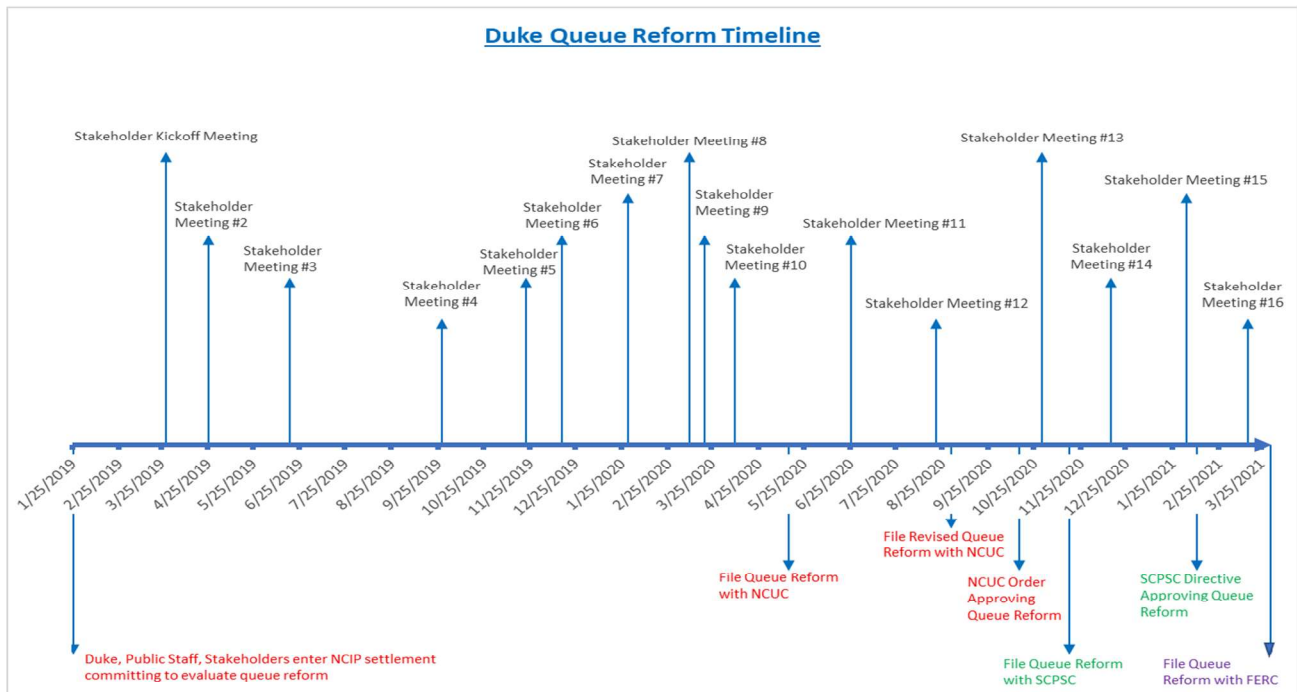 Duke Queue Reform Timeline
Stakeholder Kickoff Meeting
Stakeholder
Meeting #2
Stakeholder
Meeting #3
Stakeholder
Meeting #4
Stakeholder
Meeting #5
Stakeholder
Meeting #6
Stakeholder
Meeting #7
Stakeholder Meeting #8
Stakeholder
Meeting #9
Stakeholder
Meeting #10
Stakeholder Meeting #11
Stakeholder Meeting #12
Stakeholder Meeting #13
Stakeholder
Meeting #14
Stakeholder Meeting #15
Stakeholder
Meeting #16
1/25/2019
2/25/2019
3/25/2019
4/25/2019
5/25/2019
6/25/2019
7/25/2019
8/25/2019
9/25/2019
10/25/2019
11/25/2019
12/25/2019
1/25/2020
2/25/2020
3/25/2020
4/25/2020
5/25/2020
6/25/2020
7/25/2020
8/25/2020
9/25/2020
10/25/2020
11/25/2020
12/25/2020
1/25/2021
2/25/2021
3/25/2021
Duke, Public Staff, Stakeholders enter NCIP settlement
committing to evaluate queue reform
File Queue Reform
with NCUC
File Revised Queue
Reform with NCUC
NCUC Order
Approving
Queue Reform
File Queue Reform
with SCPSC
SCPSC Directive
Approving Queue
Reform
File Queue
Reform with FERC